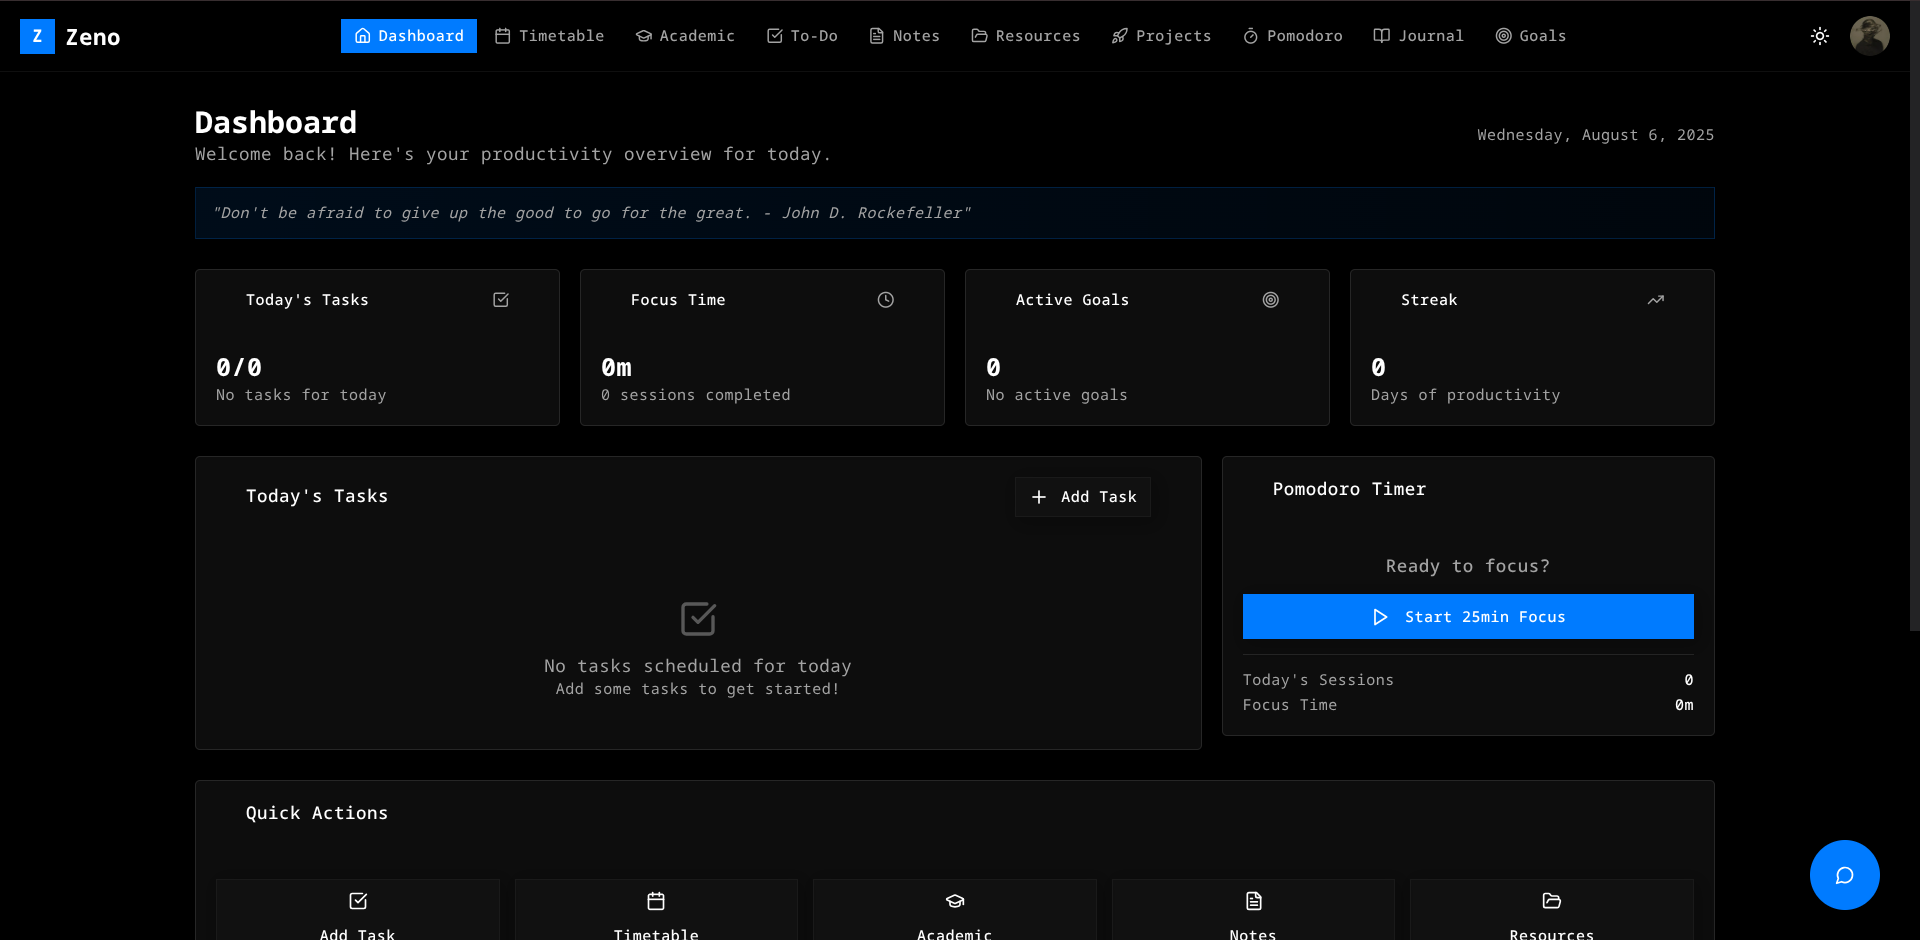 Z Zeno Dashboard Timetable Academic To-Do Notes Resources Projects Pomodoro Journal Goals
Dashboard
Welcome back! Here's your productivity overview for today.
Wednesday, August 6, 2025
"Don't be afraid to give up the good to go for the great. - John D. Rockefeller"
Today's Tasks
0/0
No tasks for today
Focus Time
0m
0 sessions completed
Active Goals
0
No active goals
Streak
0
Days of productivity
Today's Tasks
Add Task
No tasks scheduled for today
Add some tasks to get started!
Pomodoro Timer
Ready to focus?
Start 25min Focus
Today's Sessions 0
Focus Time 0m
Quick Actions
Add Task
Timetable
Academic
Notes
Resources